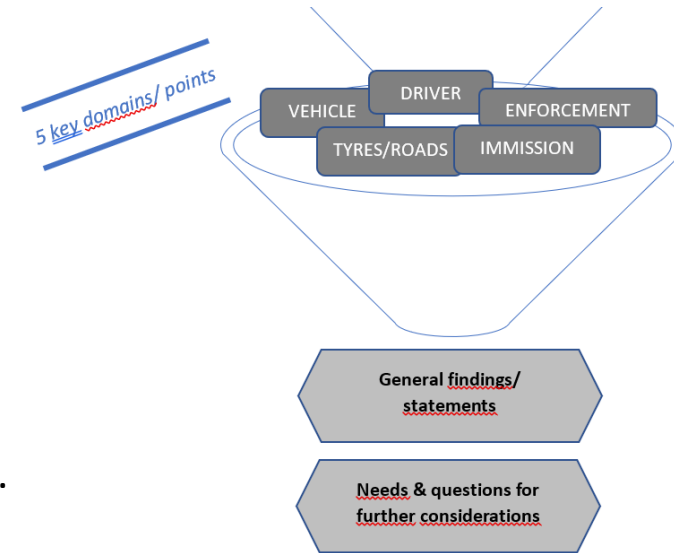 5 key domains/ points
DRIVER
VEHICLE
ENFORCEMENT
TYRES/ROADS
IMMISSION
General findings/
statements
Needs & questions for
further considerations
.